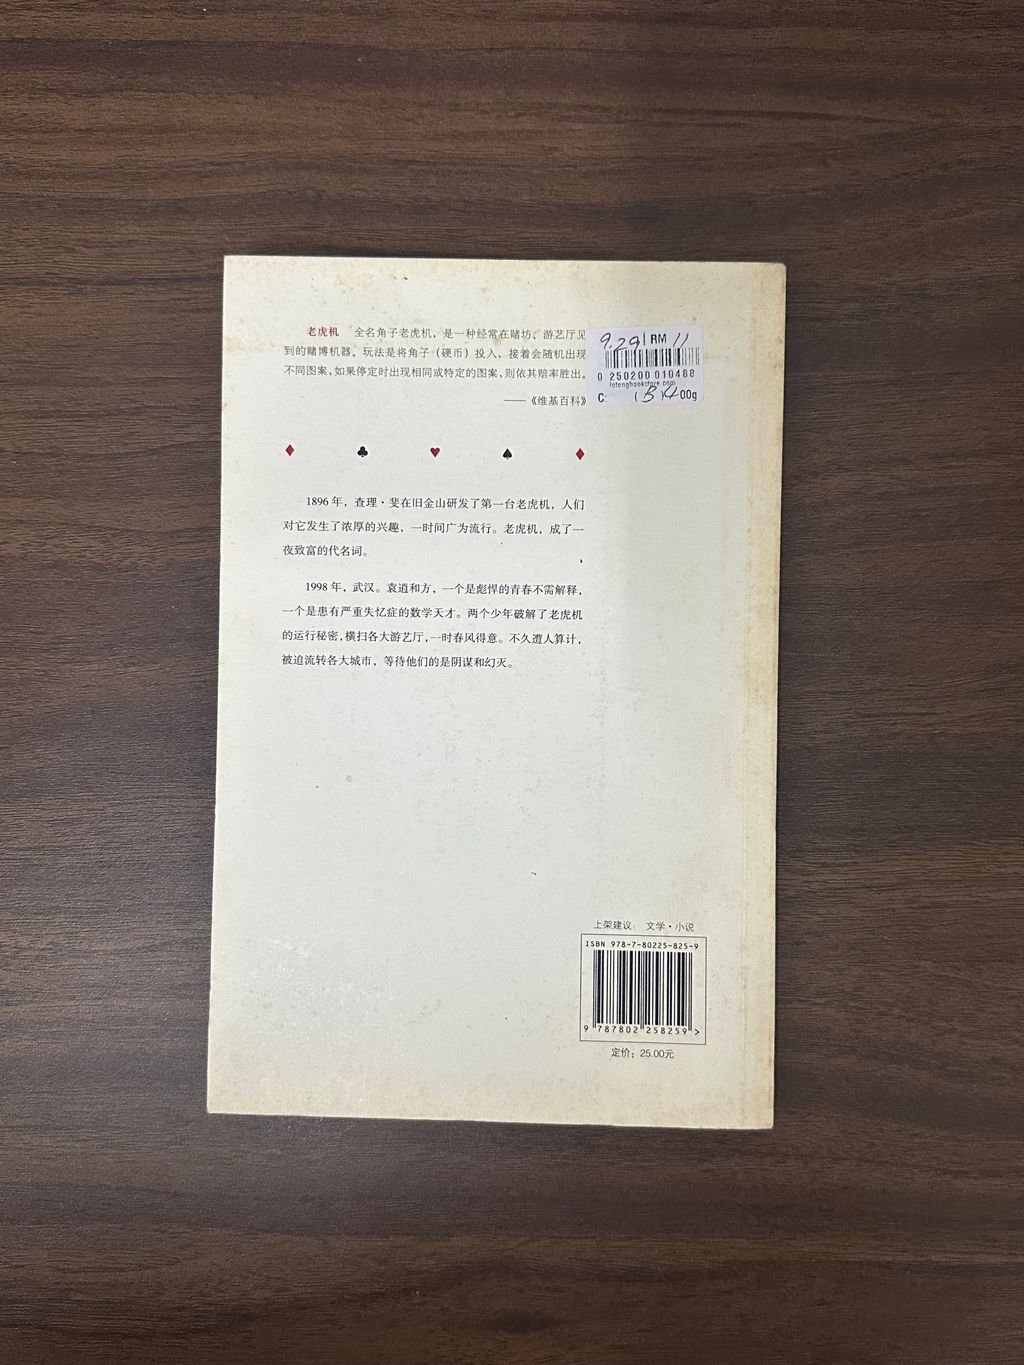 老虎机 全名角子老虎机，是一种经常在赌坊、游艺厅见
到的赌博机器。玩法是将角子（硬币）投入，接着会随机出现
不同图案，如果停定时出现相同或特定的图案，则依其赔率胜出。
——《维基百科》
9.29 RM 11
0 250200 010488
C: 00g
1896 年，查理·斐在旧金山研发了第一台老虎机，人们
对它发生了浓厚的兴趣，一时间广为流行。老虎机，成了一
夜致富的代名词。
1998 年，武汉。袁逍和方，一个是彪悍的青春不需解释，
一个是患有严重失忆症的数学天才。两个少年破解了老虎机
的运行秘密，横扫各大游艺厅，一时春风得意。不久遭人算计，
被迫流转各大城市，等待他们的是阴谋和幻灭。
上架建议： 文学·小说
ISBN 978-7-80225-825-9
9 787802 258259 >
定价：25.00元